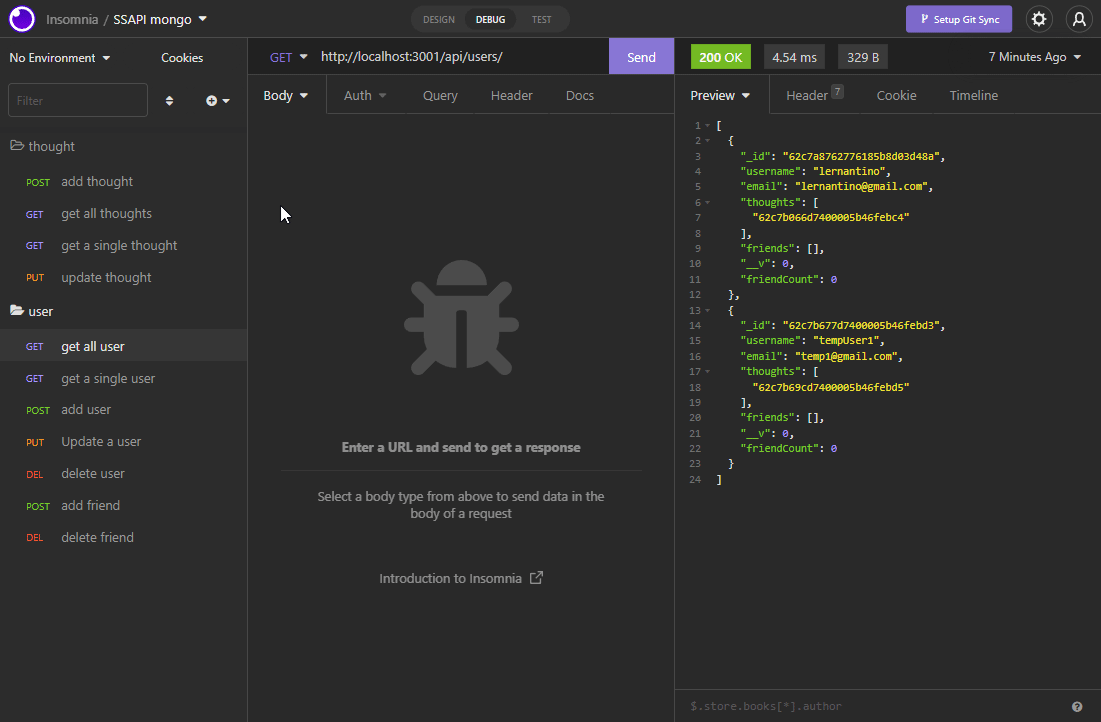 Insomnia / SSAPI mongo
DESIGN DEBUG TEST
Setup Git Sync
No Environment Cookies
Filter
thought
POST add thought
GET get all thoughts
GET get a single thought
PUT update thought
user
GET get all user
GET get a single user
POST add user
PUT Update a user
DEL delete user
POST add friend
DEL delete friend
GET http://localhost:3001/api/users/ Send
Body Auth Query Header Docs
Enter a URL and send to get a response
Select a body type from above to send data in the
body of a request
Introduction to Insomnia
200 OK 4.54 ms 329 B 7 Minutes Ago
Preview Header 7 Cookie Timeline
1 [
2 {
3 "_id": "62c7a8762776185b8d03d48a",
4 "username": "lernantino",
5 "email": "lernantino@gmail.com",
6 "thoughts": [
7 "62c7b066d7400005b46febc4"
8 ],
9 "friends": [],
10 "__v": 0,
11 "friendCount": 0
12 },
13 {
14 "_id": "62c7b677d7400005b46febd3",
15 "username": "tempUser1",
16 "email": "temp1@gmail.com",
17 "thoughts": [
18 "62c7b69cd7400005b46febd5"
19 ],
20 "friends": [],
21 "__v": 0,
22 "friendCount": 0
23 }
24 ]
$.store.books[*].author ?